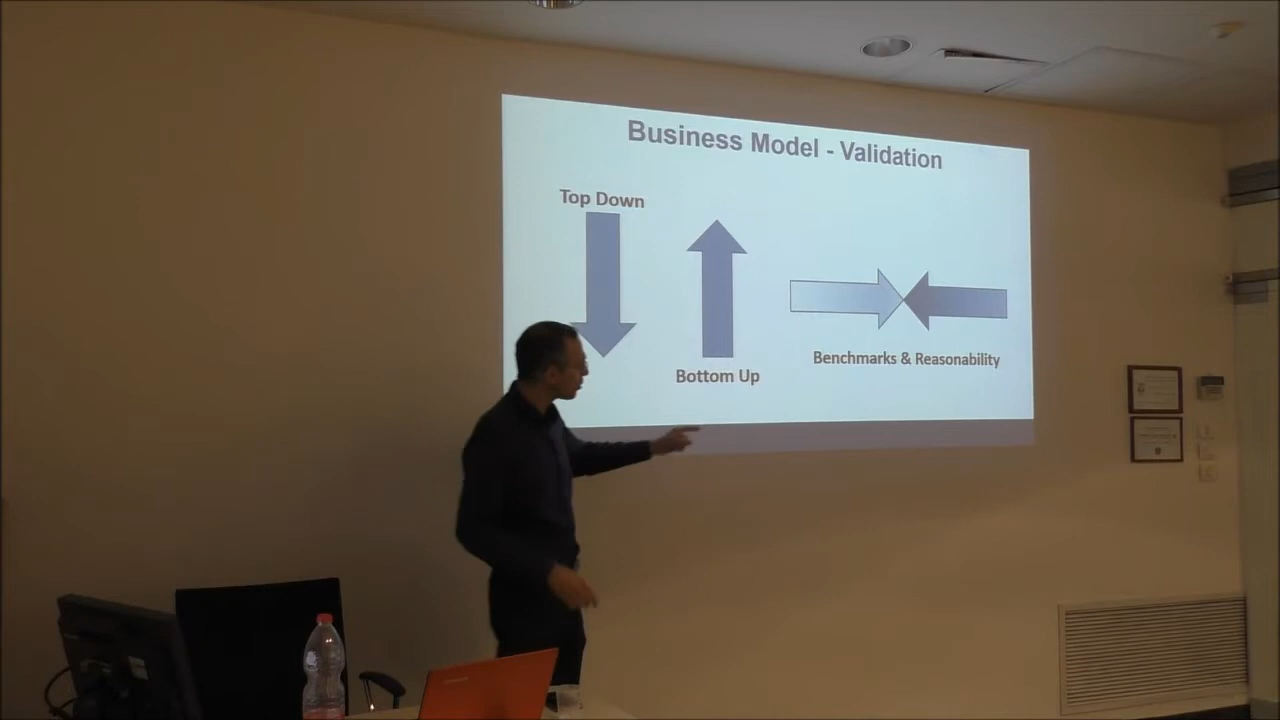 Business Model - Validation
Top Down
Bottom Up
Benchmarks & Reasonability